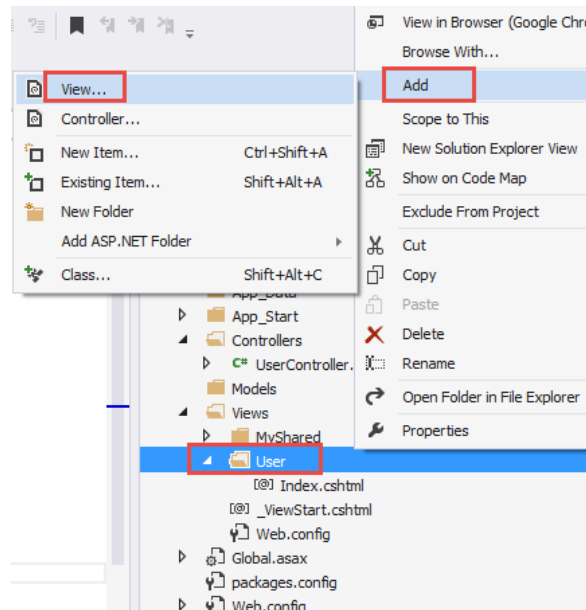 View in Browser (Google Chr
Browse With...
Add
Scope to This
New Solution Explorer View
Show on Code Map
Exclude From Project
Cut
Copy
Paste
Delete
Rename
Open Folder in File Explorer
Properties
View...
Controller...
New Item... Ctrl+Shift+A
Existing Item... Shift+Alt+A
New Folder
Add ASP.NET Folder
Class... Shift+Alt+C
App_Data
App_Start
Controllers
C# UserController.
Models
Views
MyShared
User
[@] Index.cshtml
[@] _ViewStart.cshtml
Web.config
Global.asax
packages.config
Web.config